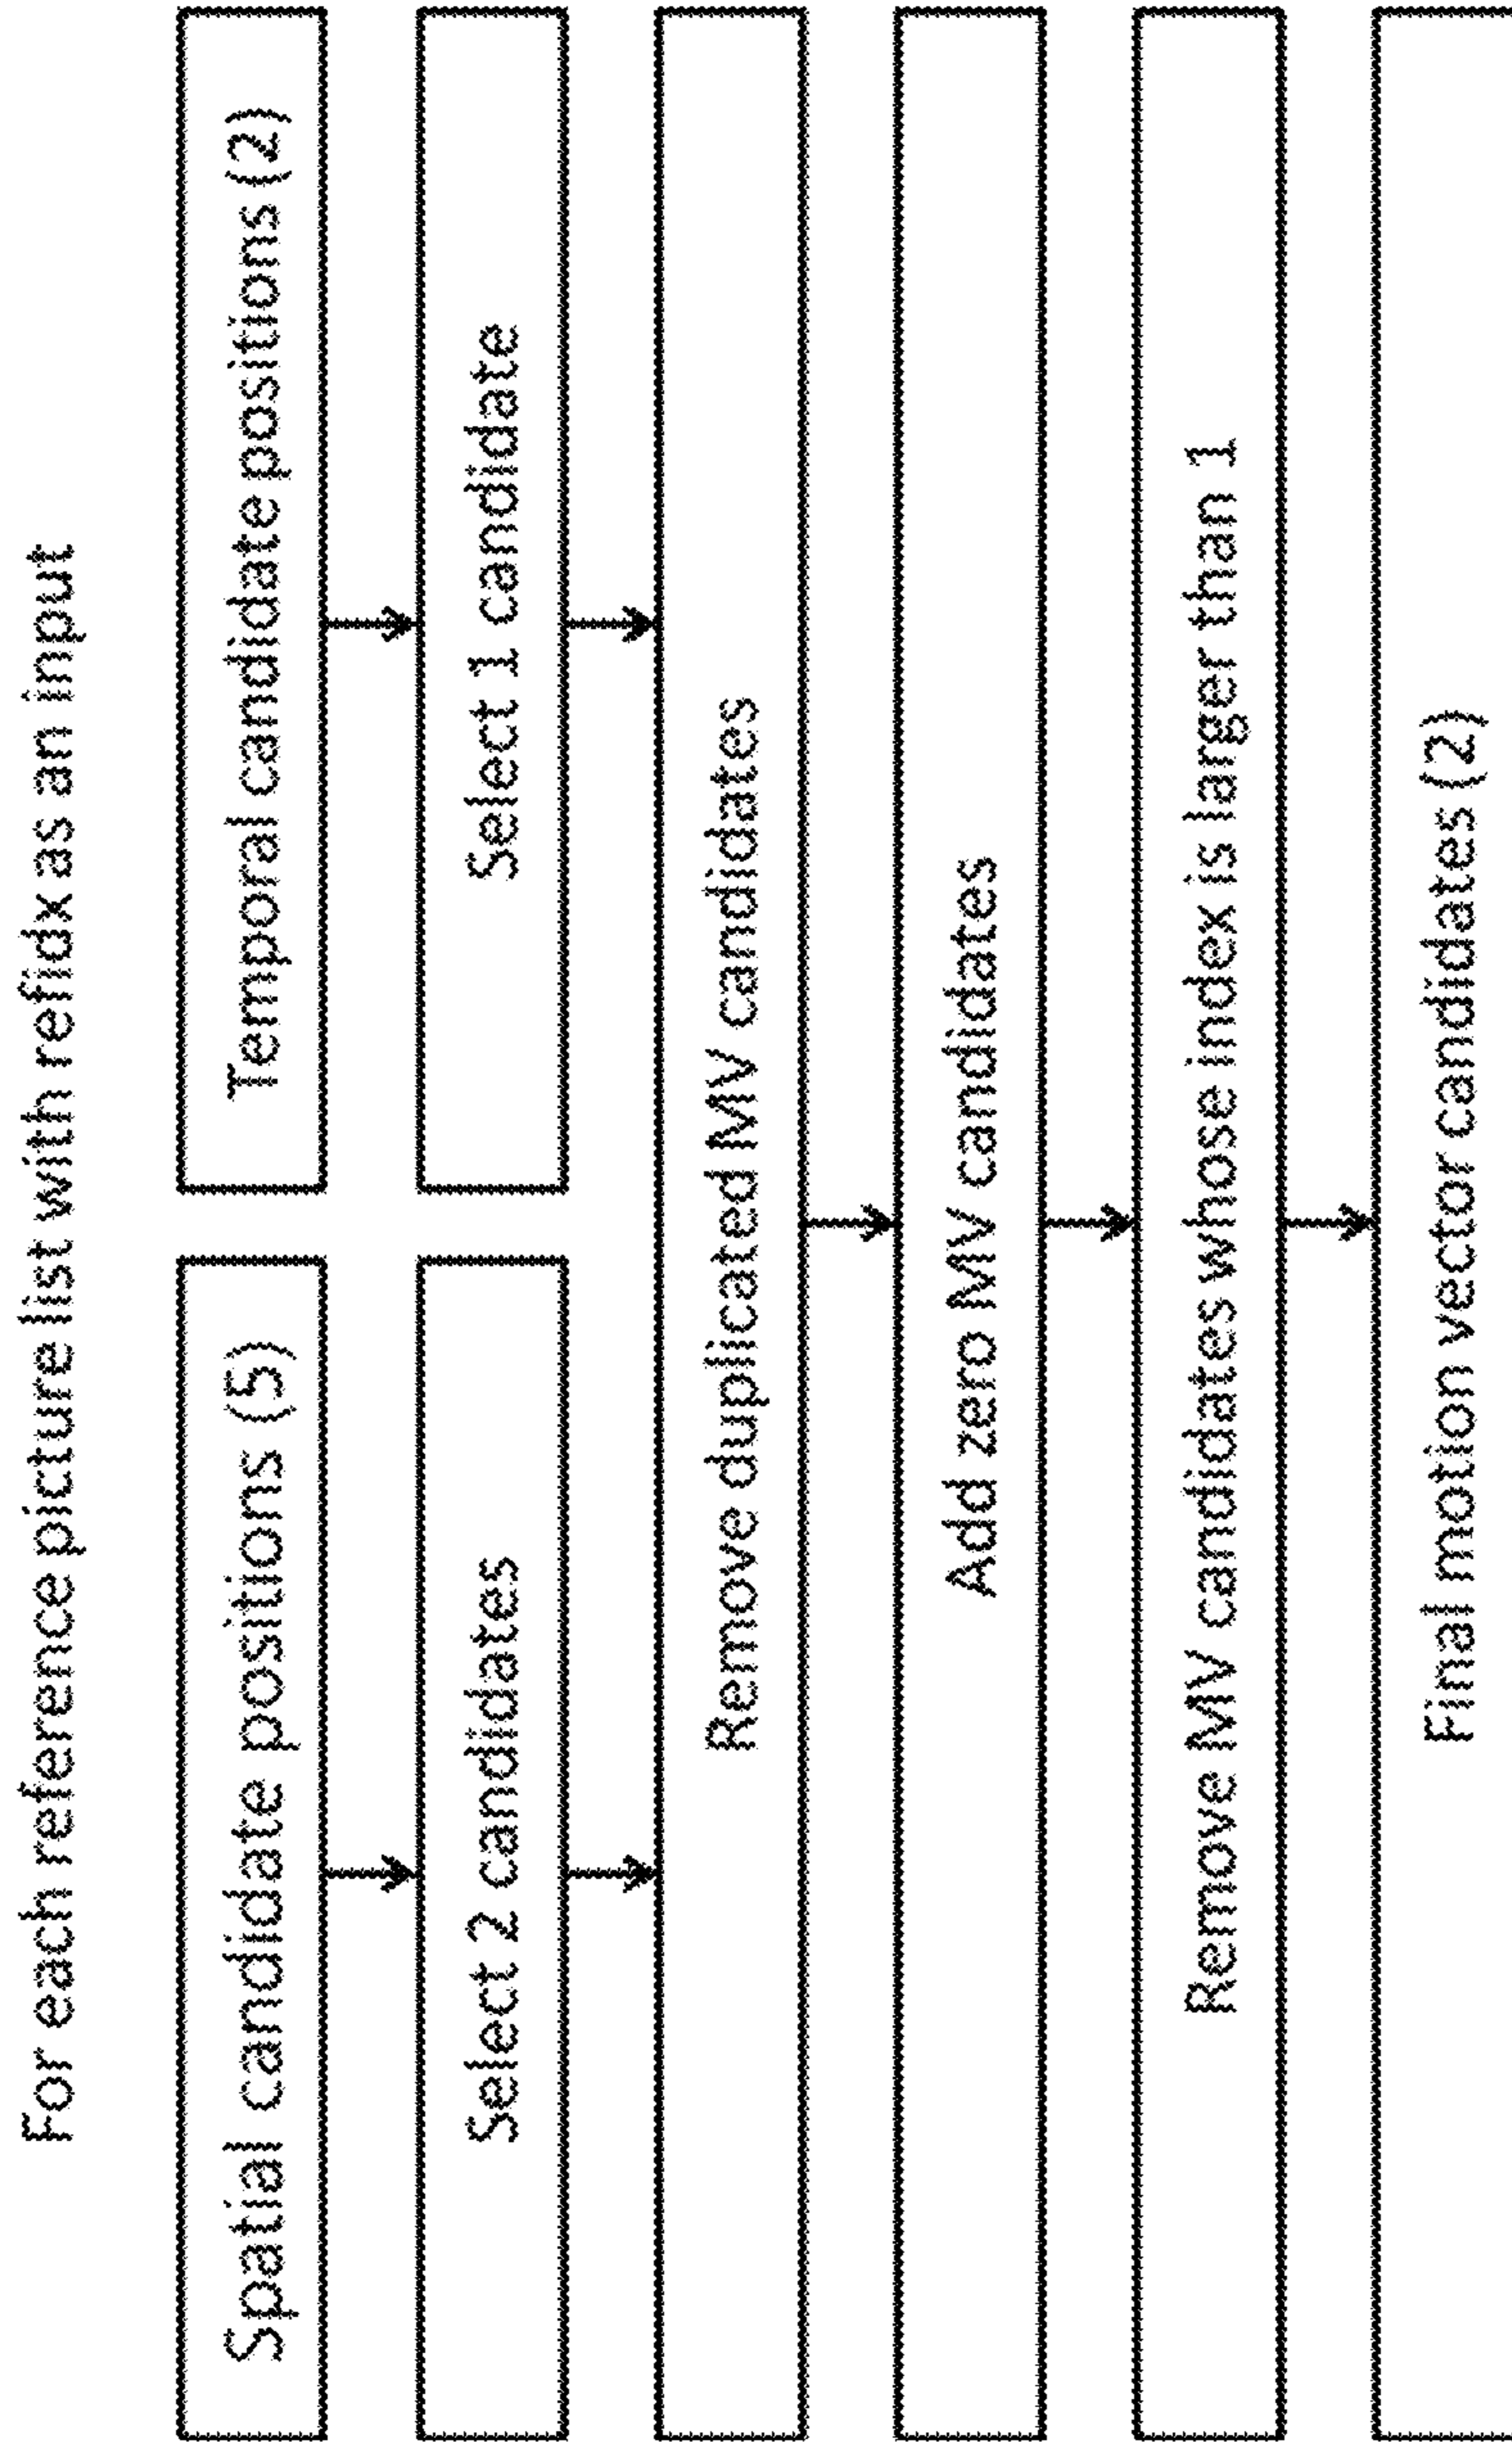 For each reference picture list with refidx as an input
Spatial candidate positions (5)
Temporal candidate positions (2)
Select 2 candidates
Select 1 candidate
Remove duplicated MV candidates
Add zero MV candidates
Remove MV candidates whose index is larger than 1
Final motion vector candidates (2)